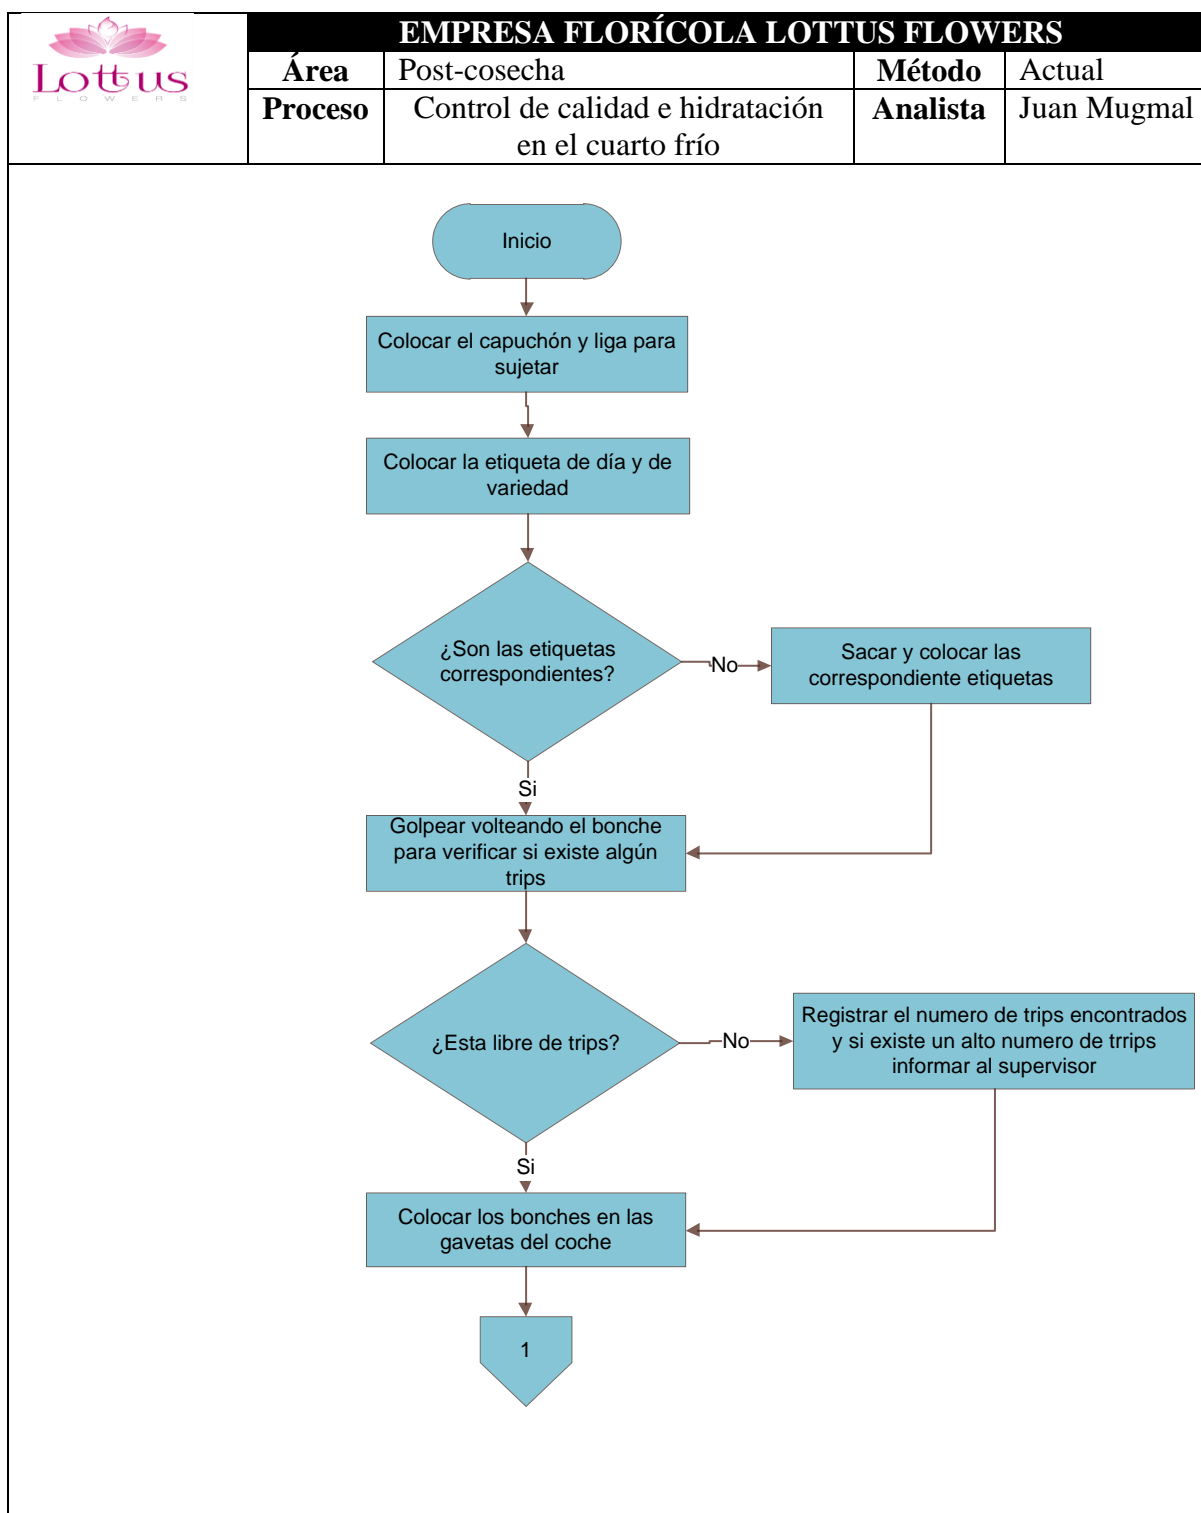 Lottus
FLOWERS
EMPRESA FLORÍCOLA LOTTUS FLOWERS
Área
Post-cosecha
Método
Actual
Proceso
Control de calidad e hidratación
en el cuarto frío
Analista
Juan Mugmal
Inicio
Colocar el capuchón y liga para
sujetar
Colocar la etiqueta de día y de
variedad
¿Son las etiquetas
correspondientes?
No
Sacar y colocar las
correspondiente etiquetas
Si
Golpear volteando el bonche
para verificar si existe algún
trips
¿Esta libre de trips?
No
Registrar el numero de trips encontrados
y si existe un alto numero de trrips
informar al supervisor
Si
Colocar los bonches en las
gavetas del coche
1